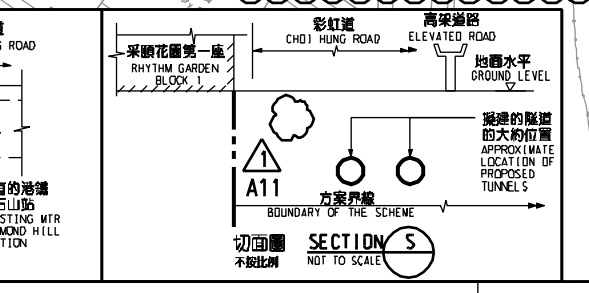 道
ROAD
有的港鐵
石山站
STING MTR
MOND HILL
TION
采頤花園第一座
RHYTHM GARDEN
BLOCK 1
彩虹道
CHOI HUNG ROAD
高架道路
ELEVATED ROAD
地面水平
GROUND LEVEL
擬建的隧道
的大約位置
APPROXIMATE
LOCATION OF
PROPOSED
TUNNELS
1
A11
方案界線
BOUNDARY OF THE SCHEME
切面圖
不按比例
SECTION S
NOT TO SCALE